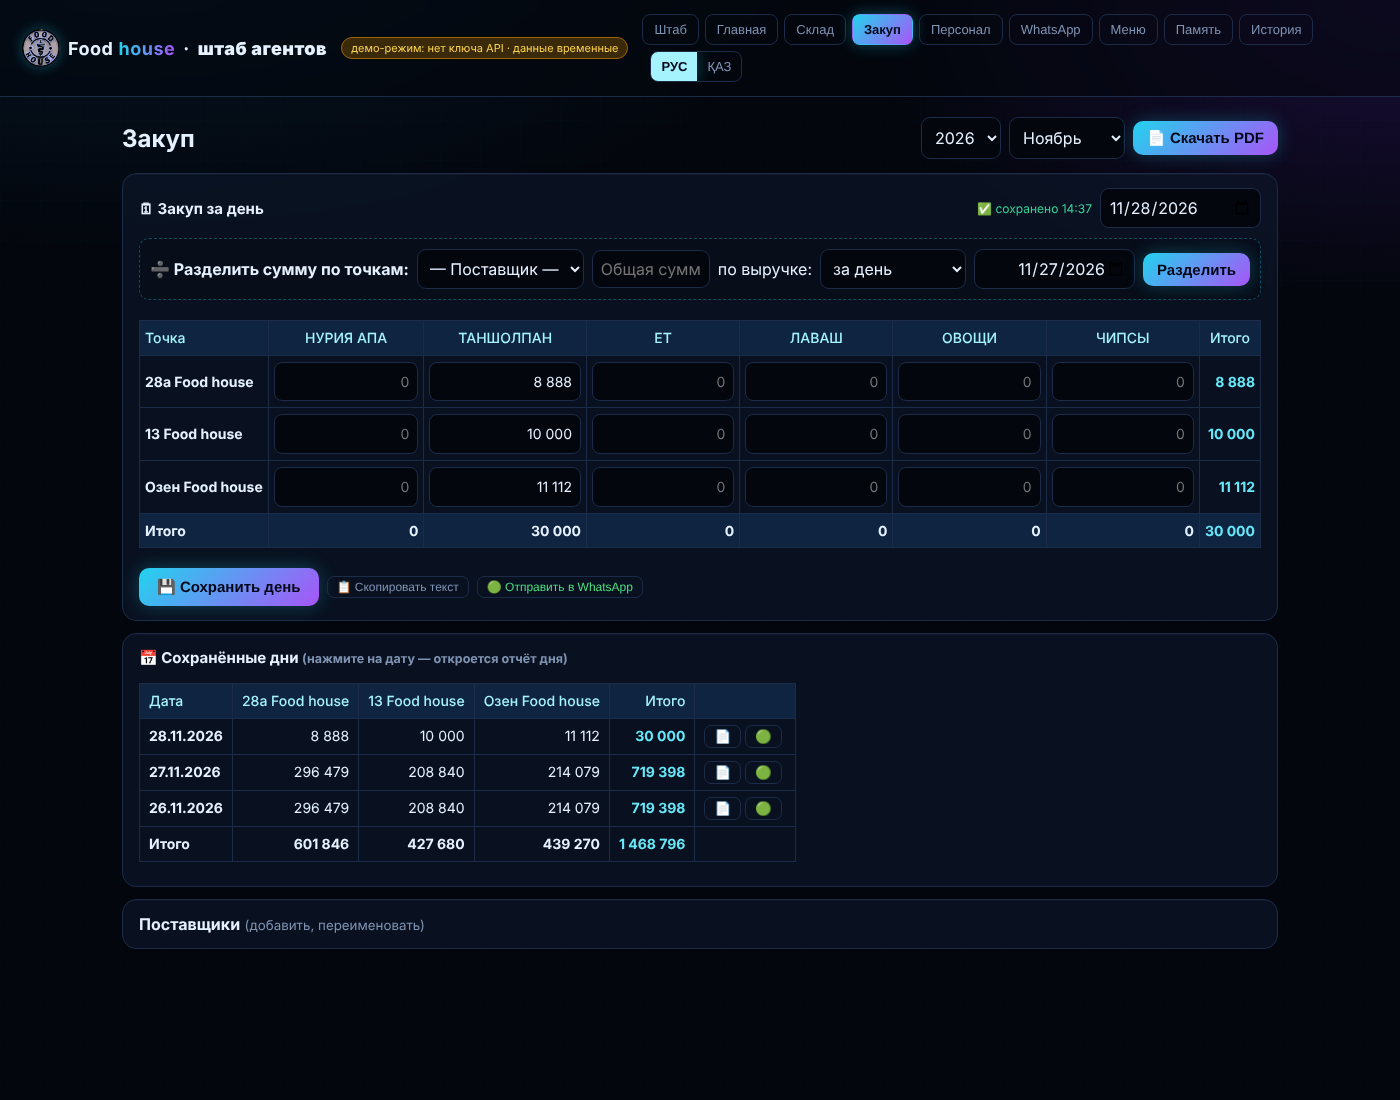 Food house · штаб агентов
демо-режим: нет ключа API · данные временные
Штаб Главная Склад Закуп Персонал WhatsApp Меню Память История
РУС ҚАЗ
Закуп
2026 Ноябрь Скачать PDF
Закуп за день
сохранено 14:37 11/28/2026
Разделить сумму по точкам: — Поставщик — Общая сумм по выручке: за день 11/27/2026 Разделить
Точка НУРИЯ АПА ТАНШОЛПАН ЕТ ЛАВАШ ОВОЩИ ЧИПСЫ Итого
28а Food house 0 8 888 0 0 0 0 8 888
13 Food house 0 10 000 0 0 0 0 10 000
Озен Food house 0 11 112 0 0 0 0 11 112
Итого 0 30 000 0 0 0 0 30 000
Сохранить день Скопировать текст Отправить в WhatsApp
Сохранённые дни (нажмите на дату — откроется отчёт дня)
Дата 28а Food house 13 Food house Озен Food house Итого
28.11.2026 8 888 10 000 11 112 30 000
27.11.2026 296 479 208 840 214 079 719 398
26.11.2026 296 479 208 840 214 079 719 398
Итого 601 846 427 680 439 270 1 468 796
Поставщики (добавить, переименовать)